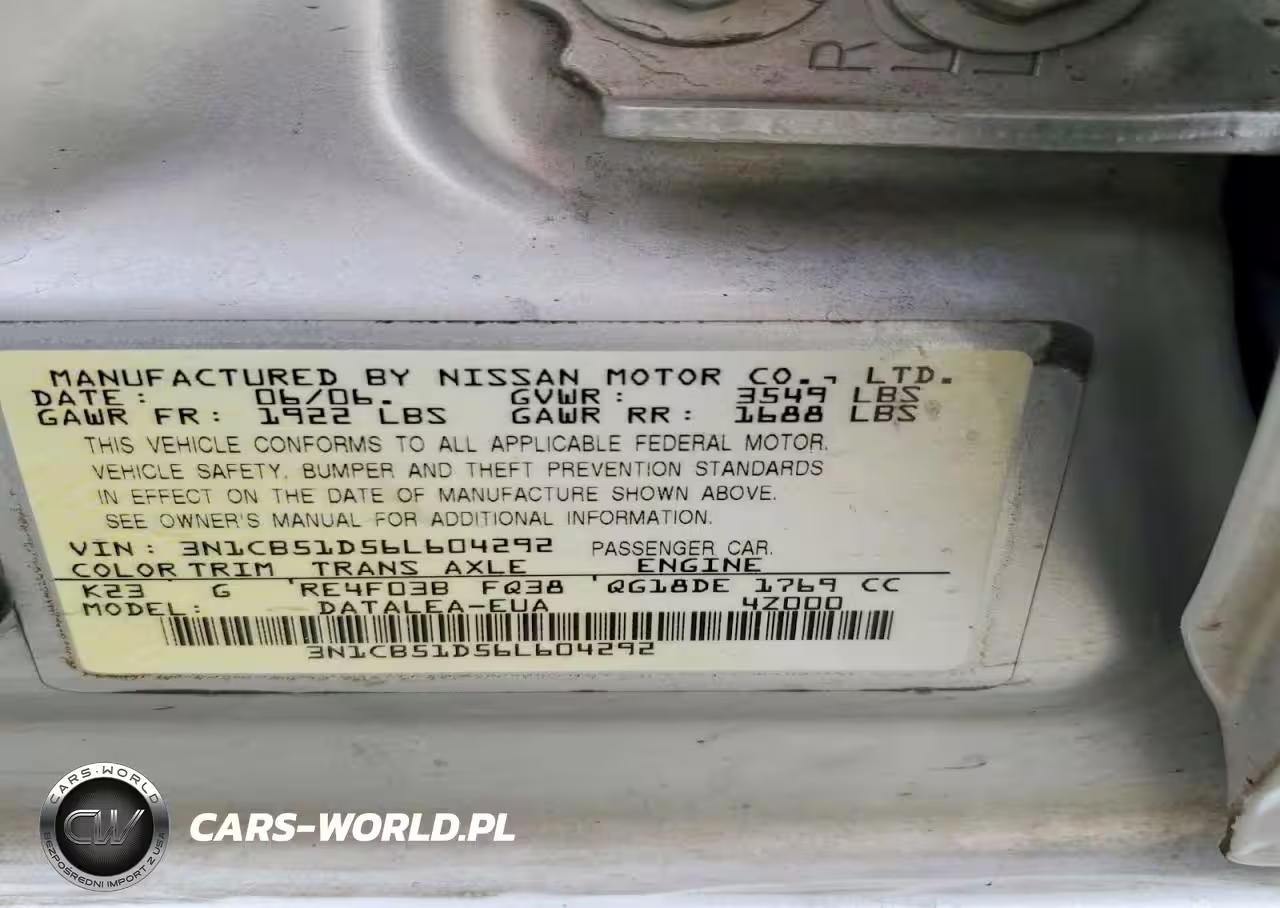 R L L
MANUFACTURED BY NISSAN MOTOR CO., LTD.
DATE: 06/06. GVWR: 3549 LBS
GAWR FR: 1922 LBS GAWR RR: 1688 LBS
THIS VEHICLE CONFORMS TO ALL APPLICABLE FEDERAL MOTOR.
VEHICLE SAFETY, BUMPER AND THEFT PREVENTION STANDARDS
IN EFFECT ON THE DATE OF MANUFACTURE SHOWN ABOVE.
SEE OWNER'S MANUAL FOR ADDITIONAL INFORMATION.
VIN: 3N1CB51D56L604292 PASSENGER CAR.
COLOR TRIM TRANS AXLE ENGINE
K23 G 'RE4F03B FQ38 'QG18DE 1769 CC
MODEL: DATALEA-EUA 4Z000
3N1CB51D56L604292
CARS-WORLD
CW
BEZPOŚREDNI IMPORT Z USA
CARS-WORLD.PL